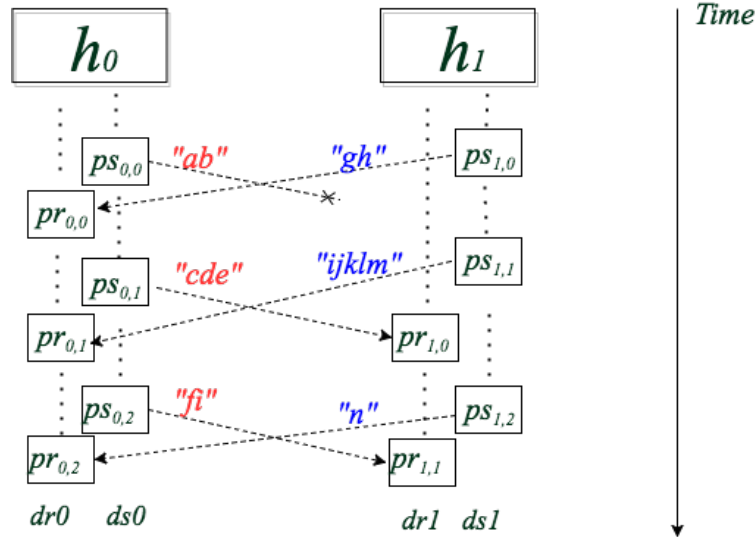 h0 h1 Time
ps0,0 "ab" "gh" ps1,0
pr0,0
ps0,1 "cde" "ijklm" ps1,1
pr0,1 pr1,0
ps0,2 "fi" "n" ps1,2
pr0,2 pr1,1
dr0 ds0 dr1 ds1